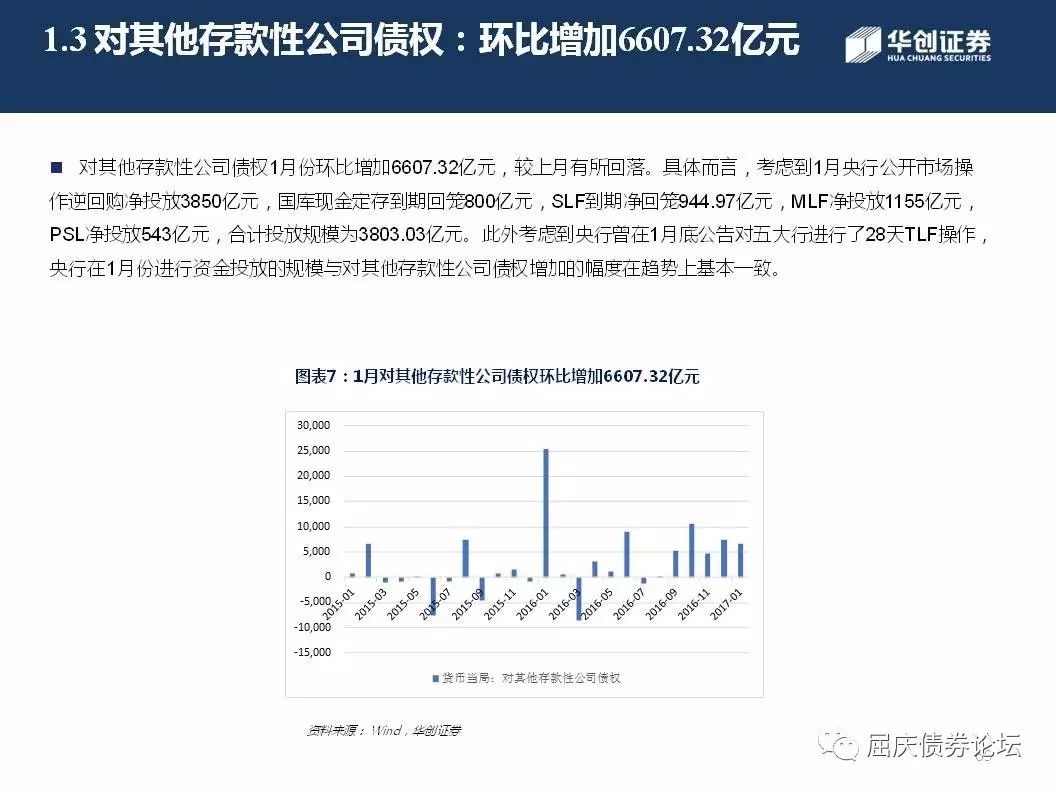 1.3 对其他存款性公司债权：环比增加6607.32亿元
华创证券
HUA CHUANG SECURITIES
■ 对其他存款性公司债权1月份环比增加6607.32亿元，较上月有所回落。具体而言，考虑到1月央行公开市场操
作逆回购净投放3850亿元，国库现金定存到期回笼800亿元，SLF到期净回笼944.97亿元，MLF净投放1155亿元，
PSL净投放543亿元，合计投放规模为3803.03亿元。此外考虑到央行曾在1月底公告对五大行进行了28天TLF操作，
央行在1月份进行资金投放的规模与对其他存款性公司债权增加的幅度在趋势上基本一致。
图表7：1月对其他存款性公司债权环比增加6607.32亿元
30,000
25,000
20,000
15,000
10,000
5,000
0
-5,000
-10,000
-15,000
2015-01
2015-03
2015-05
2015-07
2015-09
2015-11
2016-01
2016-03
2016-05
2016-07
2016-09
2016-11
2017-01
货币当局：对其他存款性公司债权
资料来源：Wind，华创证券
屈庆债券论坛